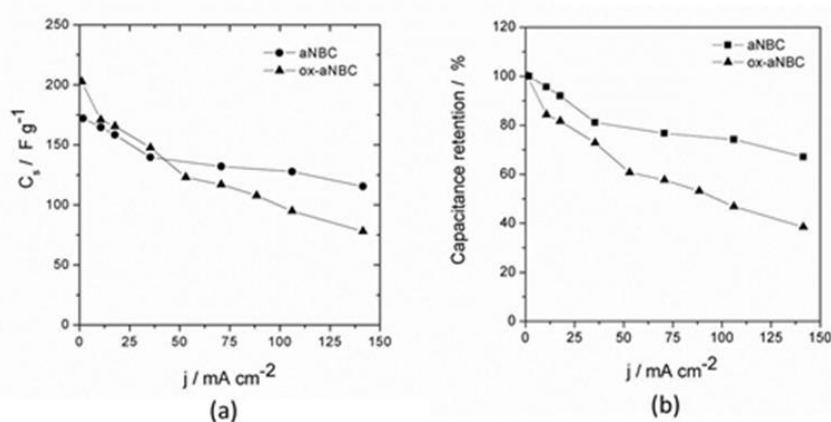 250
200
150
100
50
0
C_s / F g⁻¹
aNBC
ox-aNBC
0 25 50 75 100 125 150
j / mA cm⁻²
(a)
120
100
80
60
40
20
0
Capacitance retention / %
aNBC
ox-aNBC
0 25 50 75 100 125 150
j / mA cm⁻²
(b)